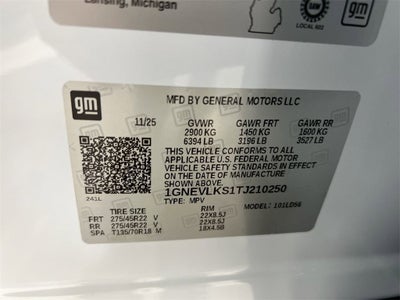 Lansing, Michigan
UAW
LOCAL 602
gm
gm
MFD BY GENERAL MOTORS LLC
11/25 GVWR GAWR FRT GAWR RR
2900 KG 1450 KG 1600 KG
6394 LB 3196 LB 3527 LB
THIS VEHICLE CONFORMS TO ALL
APPLICABLE U.S. FEDERAL MOTOR
VEHICLE SAFETY STANDARDS IN EFFECT
ON THE DATE OF MANUFACTURE SHOWN ABOVE.
1GNEVLKS1TJ210250
241L TYPE: MPV MODEL: 101LD56
TIRE SIZE RIM
FRT 275/45R22 V 22X8.5J
RR 275/45R22 V 22X8.5J
SPA T135/70R18 M 18X4.5B